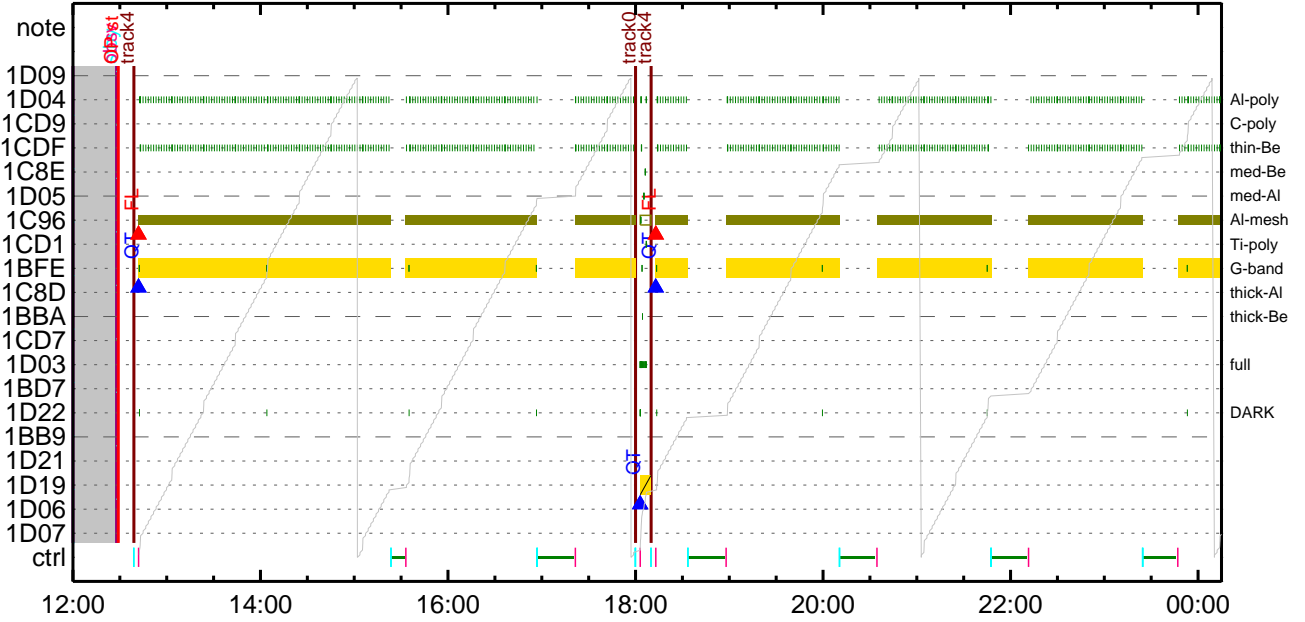 note
track4
track0
track4
1D09
1D04 Al-poly
1CD9 C-poly
1CDF thin-Be
1C8E med-Be
1D05 med-Al
FL FL
1C96 Al-mesh
1CD1 Ti-poly
QT QT
1BFE G-band
1C8D thick-Al
1BBA thick-Be
1CD7
1D03 full
1BD7
1D22 DARK
1BB9
1D21
QT
1D19
1D06
1D07
ctrl
12:00 14:00 16:00 18:00 20:00 22:00 00:00